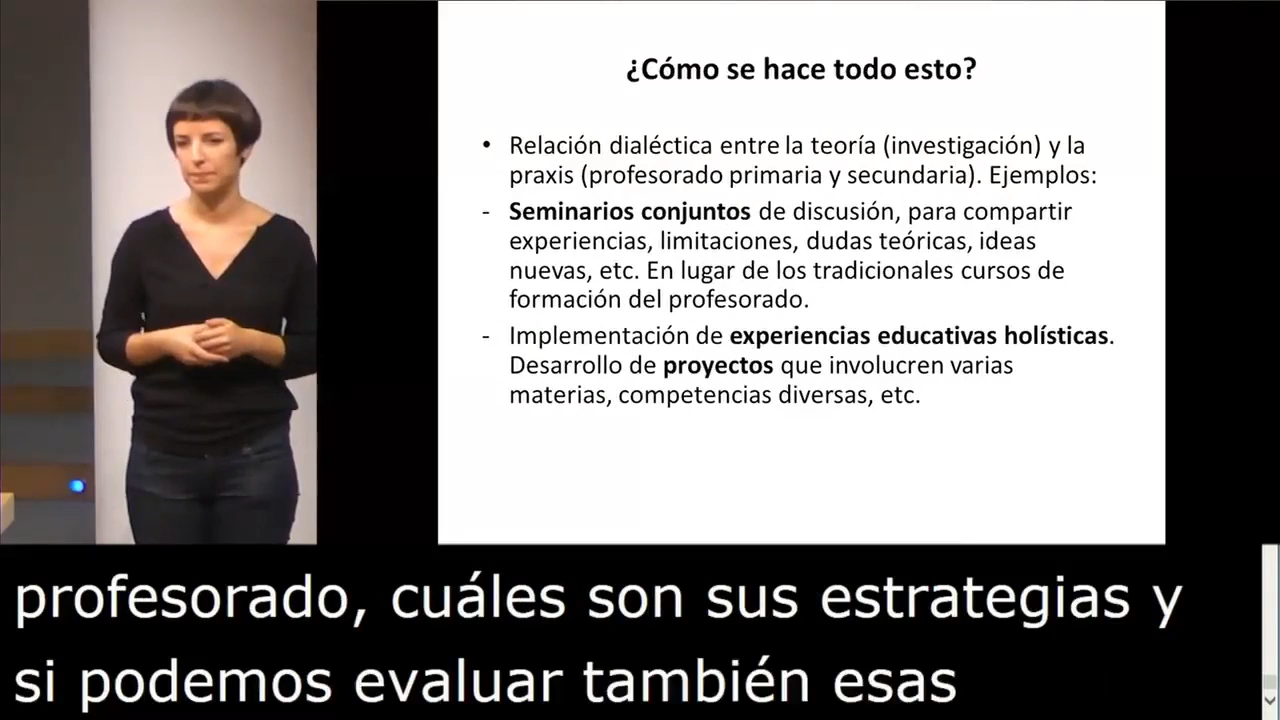 ¿Cómo se hace todo esto?
• Relación dialéctica entre la teoría (investigación) y la
praxis (profesorado primaria y secundaria). Ejemplos:
- Seminarios conjuntos de discusión, para compartir
experiencias, limitaciones, dudas teóricas, ideas
nuevas, etc. En lugar de los tradicionales cursos de
formación del profesorado.
- Implementación de experiencias educativas holísticas.
Desarrollo de proyectos que involucren varias
materias, competencias diversas, etc.
profesorado, cuáles son sus estrategias y
si podemos evaluar también esas